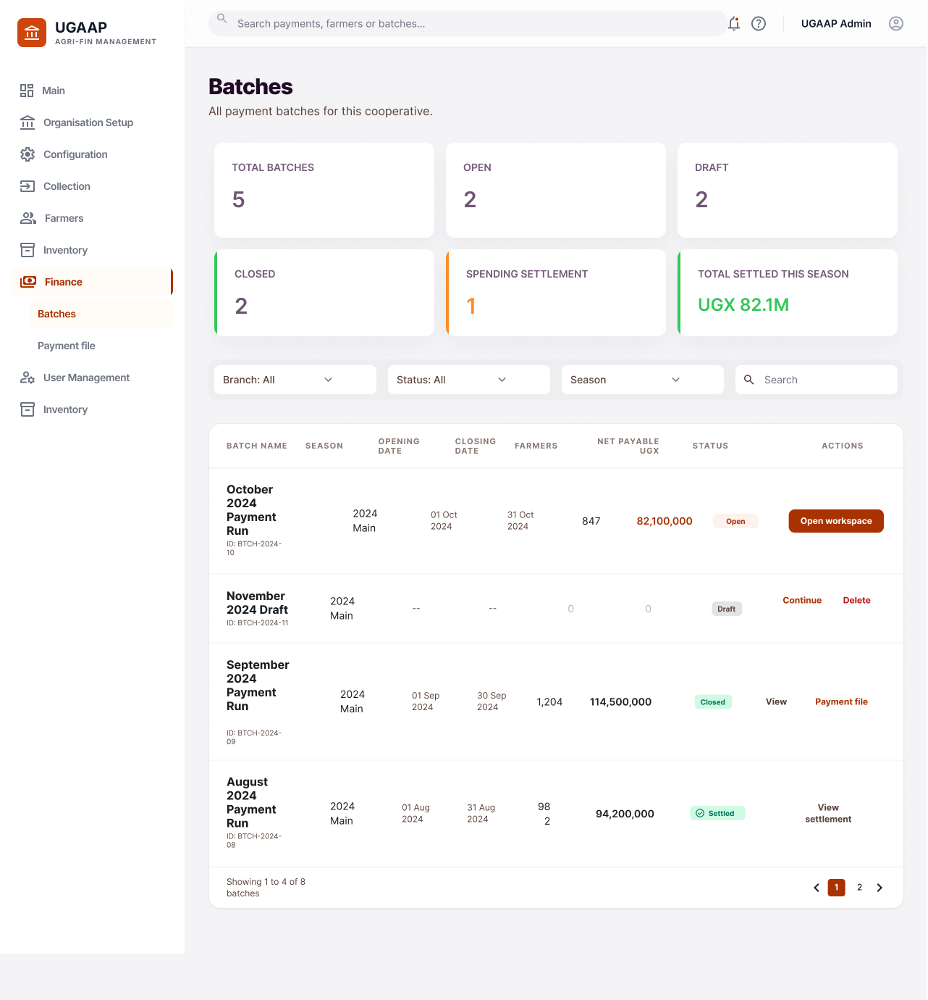 UGAAP
AGRI-FIN MANAGEMENT
Search payments, farmers or batches...
UGAAP Admin
Main
Organisation Setup
Configuration
Collection
Farmers
Inventory
Finance
Batches
Payment file
User Management
Inventory
Batches
All payment batches for this cooperative.
TOTAL BATCHES
5
OPEN
2
DRAFT
2
CLOSED
2
SPENDING SETTLEMENT
1
TOTAL SETTLED THIS SEASON
UGX 82.1M
Branch: All
Status: All
Season
Search
BATCH NAME
SEASON
OPENING
DATE
CLOSING
DATE
FARMERS
NET PAYABLE
UGX
STATUS
ACTIONS
October
2024
Payment
Run
ID: BTCH-2024-
10
2024
Main
01 Oct
2024
31 Oct
2024
847
82,100,000
Open
Open workspace
November
2024 Draft
ID: BTCH-2024-11
2024
Main
--
--
0
0
Draft
Continue
Delete
September
2024
Payment
Run
ID: BTCH-2024-
09
2024
Main
01 Sep
2024
30 Sep
2024
1,204
114,500,000
Closed
View
Payment file
August
2024
Payment
Run
ID: BTCH-2024-
08
2024
Main
01 Aug
2024
31 Aug
2024
98
2
94,200,000
Settled
View
settlement
Showing 1 to 4 of 8
batches
1
2